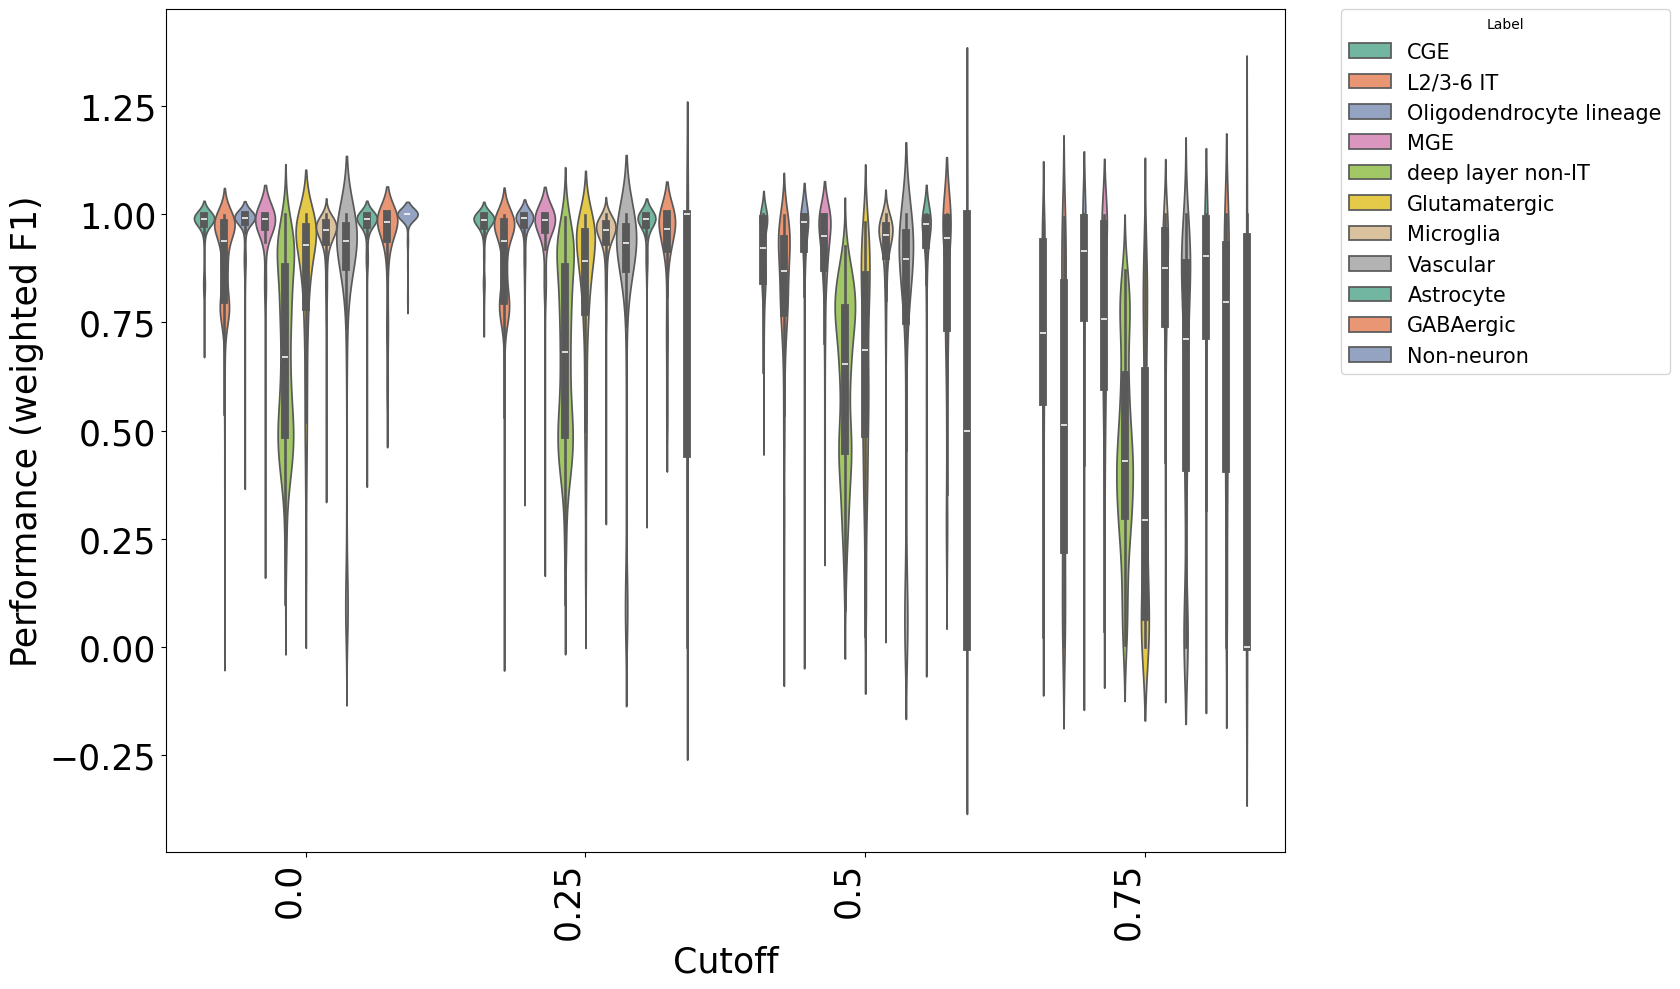 Performance (weighted F1)
1.25
1.00
0.75
0.50
0.25
0.00
−0.25
0.0
0.25
0.5
0.75
Cutoff
Label
CGE
L2/3-6 IT
Oligodendrocyte lineage
MGE
deep layer non-IT
Glutamatergic
Microglia
Vascular
Astrocyte
GABAergic
Non-neuron